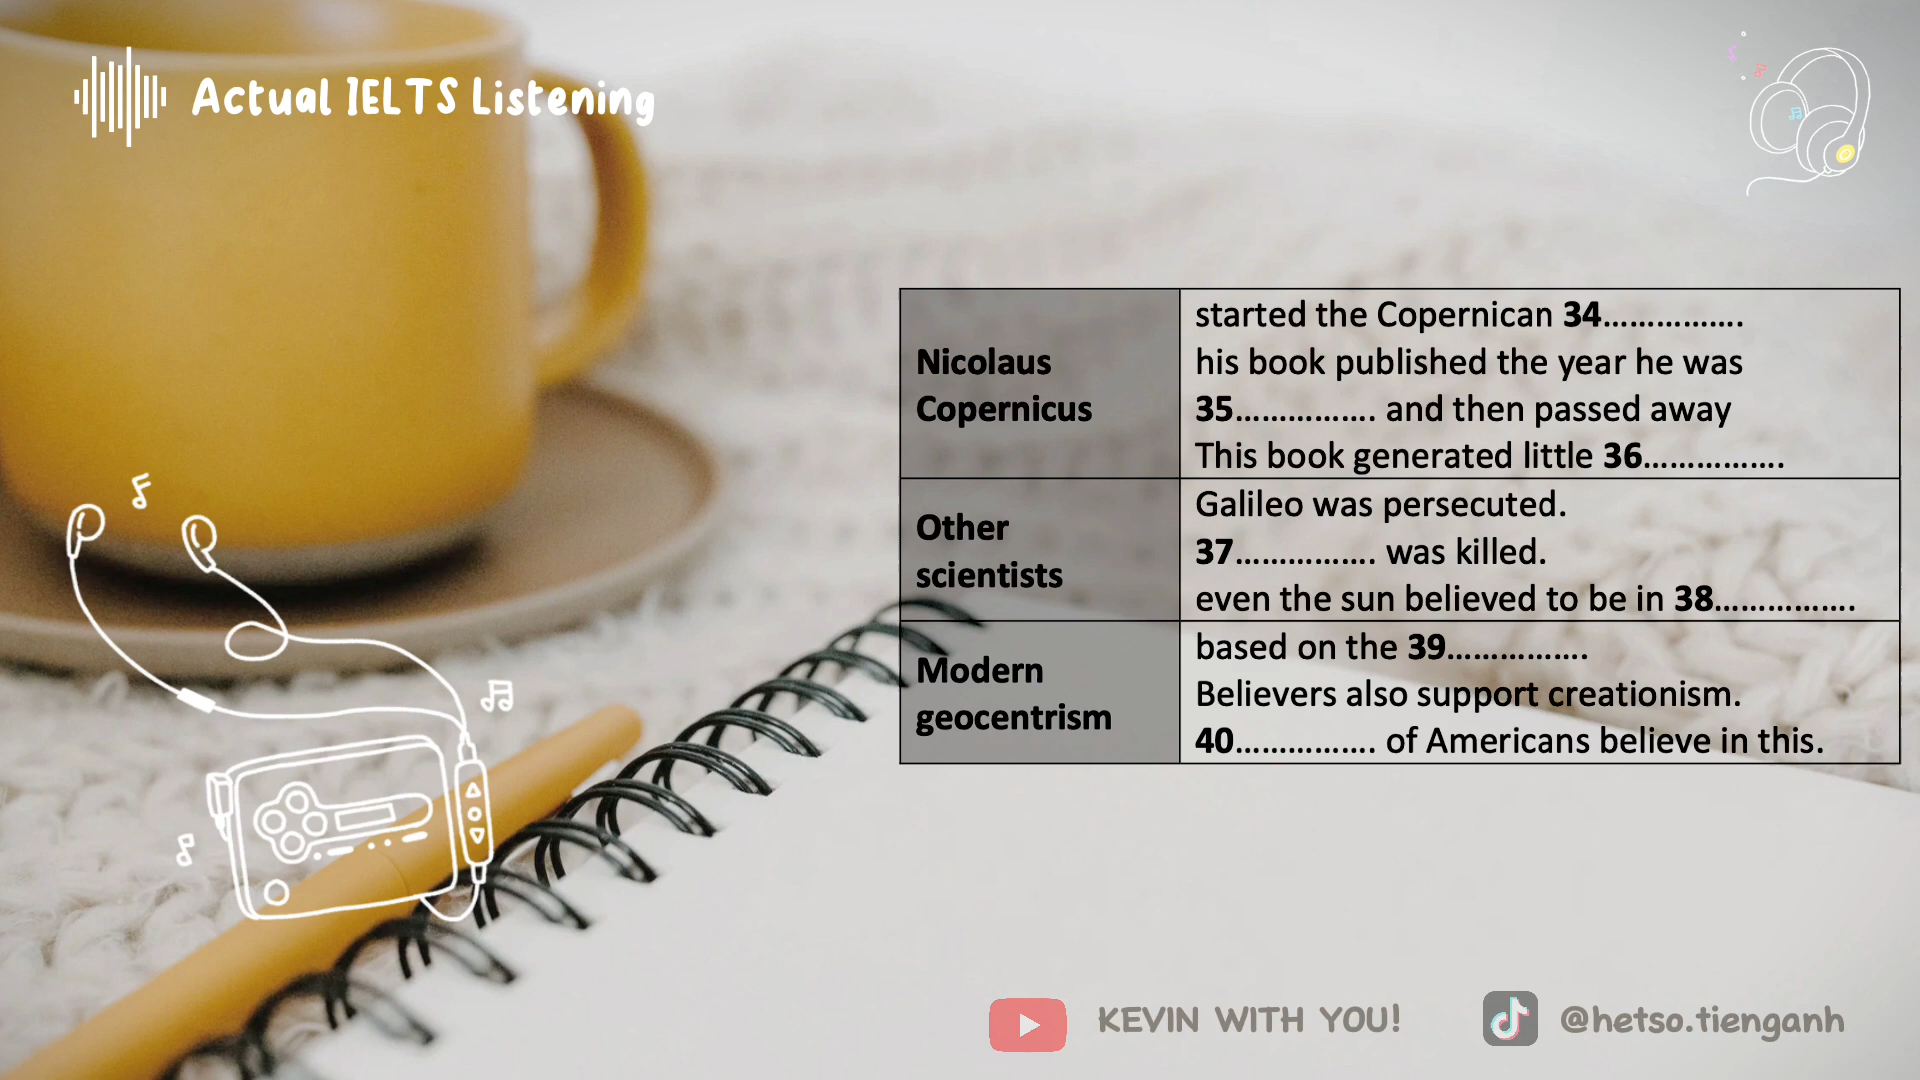 Actual IELTS Listening
Nicolaus
Copernicus
started the Copernican 34...............
his book published the year he was
35............... and then passed away
This book generated little 36...............
Other
scientists
Galileo was persecuted.
37............... was killed.
even the sun believed to be in 38...............
Modern
geocentrism
based on the 39...............
Believers also support creationism.
40............... of Americans believe in this.
KEVIN WITH YOU!
@hetso.tienganh